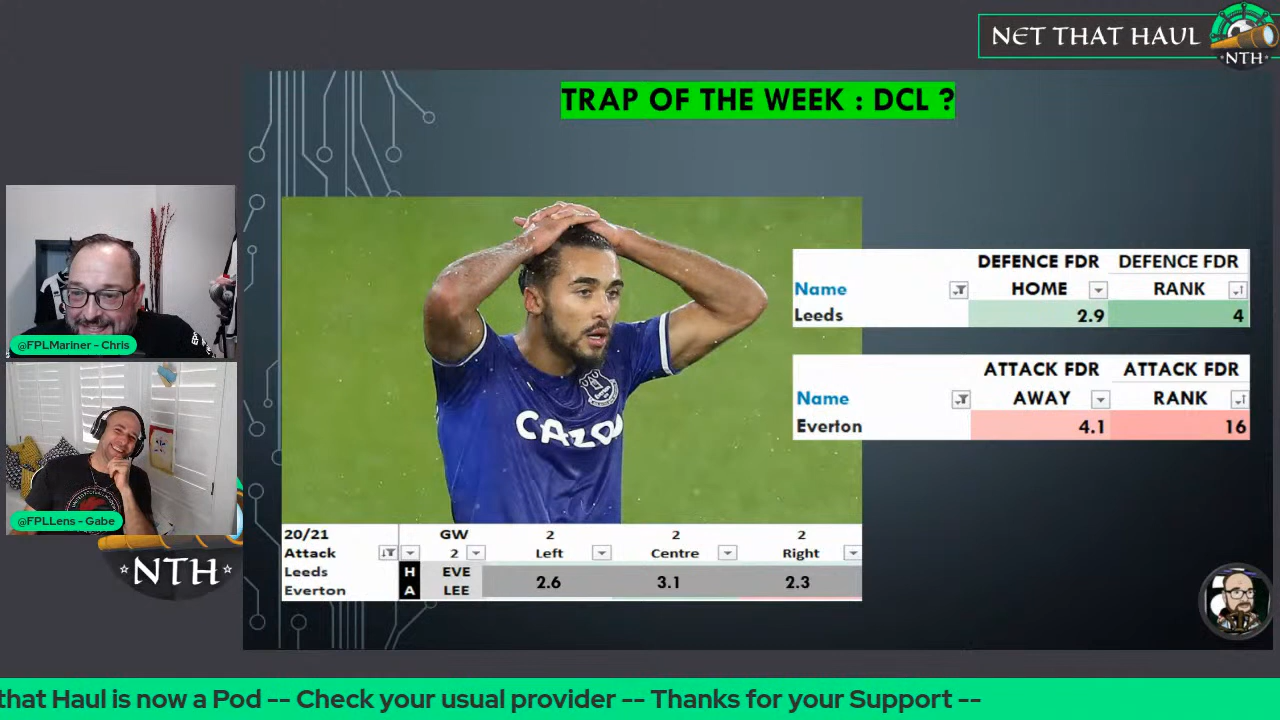 NET THAT HAUL
NTH
TRAP OF THE WEEK : DCL ?
@FPLMariner - Chris
@FPLLens - Gabe
NTH
CAZOO
DEFENCE FDR DEFENCE FDR
Name HOME RANK
Leeds 2.9 4
ATTACK FDR ATTACK FDR
Name AWAY RANK
Everton 4.1 16
20/21 GW 2 2 2
Attack 2 Left Centre Right
Leeds H EVE
2.6 3.1 2.3
Everton A LEE
that Haul is now a Pod -- Check your usual provider -- Thanks for your Support --